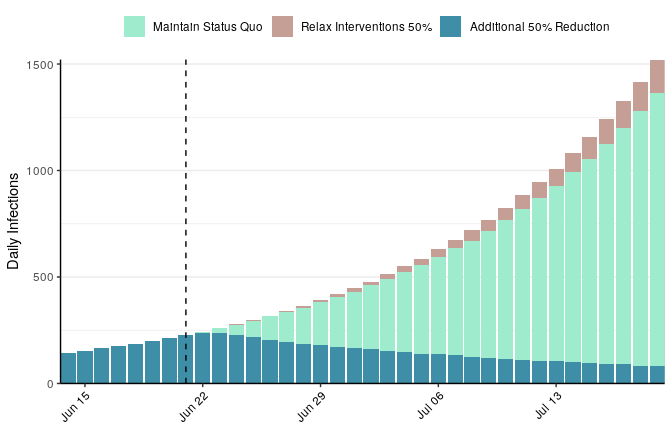 Maintain Status Quo Relax Interventions 50% Additional 50% Reduction
Daily Infections
1500
1000
500
0
Jun 15 Jun 22 Jun 29 Jul 06 Jul 13